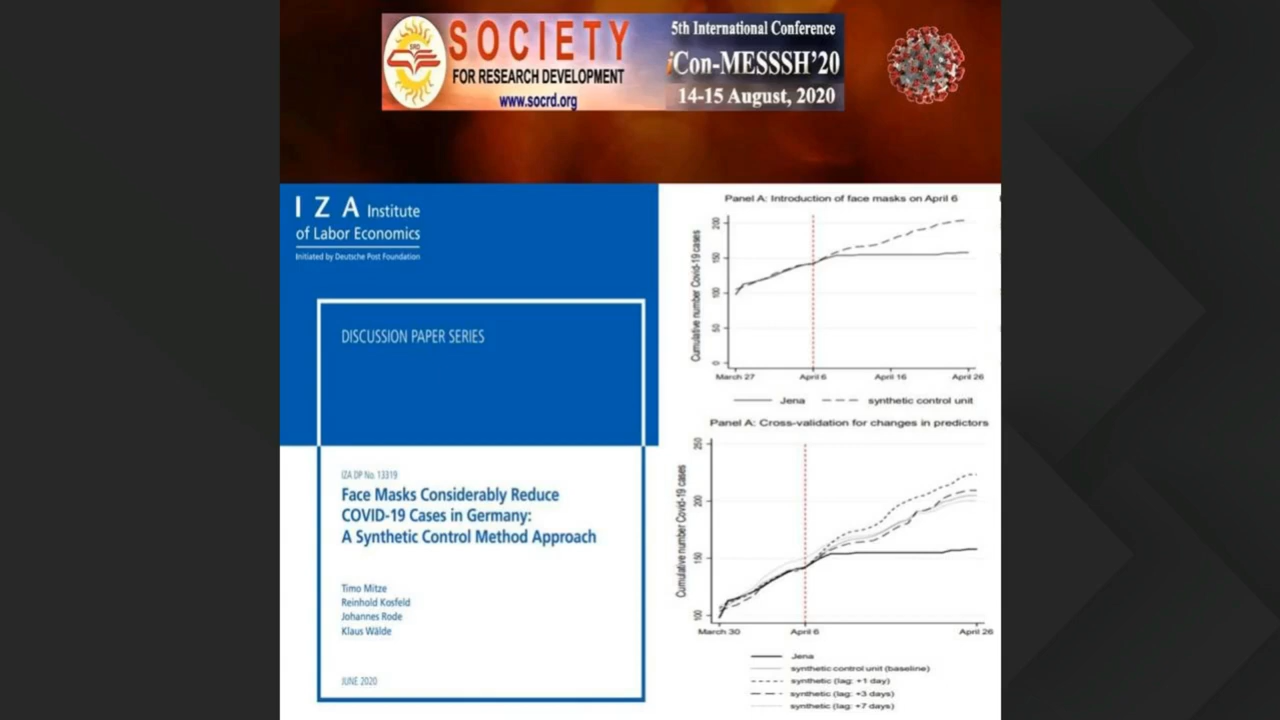 SRD
SOCIETY
FOR RESEARCH DEVELOPMENT
www.socrd.org
5th International Conference
iCon-MESSSH'20
14-15 August, 2020
I Z A Institute
of Labor Economics
Initiated by Deutsche Post Foundation
DISCUSSION PAPER SERIES
IZA DP No. 13319
Face Masks Considerably Reduce
COVID-19 Cases in Germany:
A Synthetic Control Method Approach
Timo Mitze
Reinhold Kosfeld
Johannes Rode
Klaus Wälde
JUNE 2020
Panel A: Introduction of face masks on April 6
Cumulative number Covid-19 cases
200
150
100
50
0
March 27 April 6 April 16 April 26
Jena synthetic control unit
Panel A: Cross-validation for changes in predictors
Cumulative number Covid-19 cases
250
200
150
100
March 30 April 6 April 26
Jena
synthetic control unit (baseline)
synthetic (lag: +1 day)
synthetic (lag: +3 days)
synthetic (lag: +7 days)